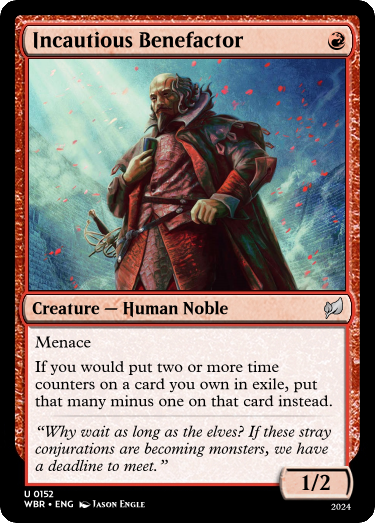 Incautious Benefactor
Creature — Human Noble
Menace
If you would put two or more time
counters on a card you own in exile, put
that many minus one on that card instead.
“Why wait as long as the elves? If these stray
conjurations are becoming monsters, we have
a deadline to meet.”
1/2
U 0152
WBR • ENG Jason Engle
2024